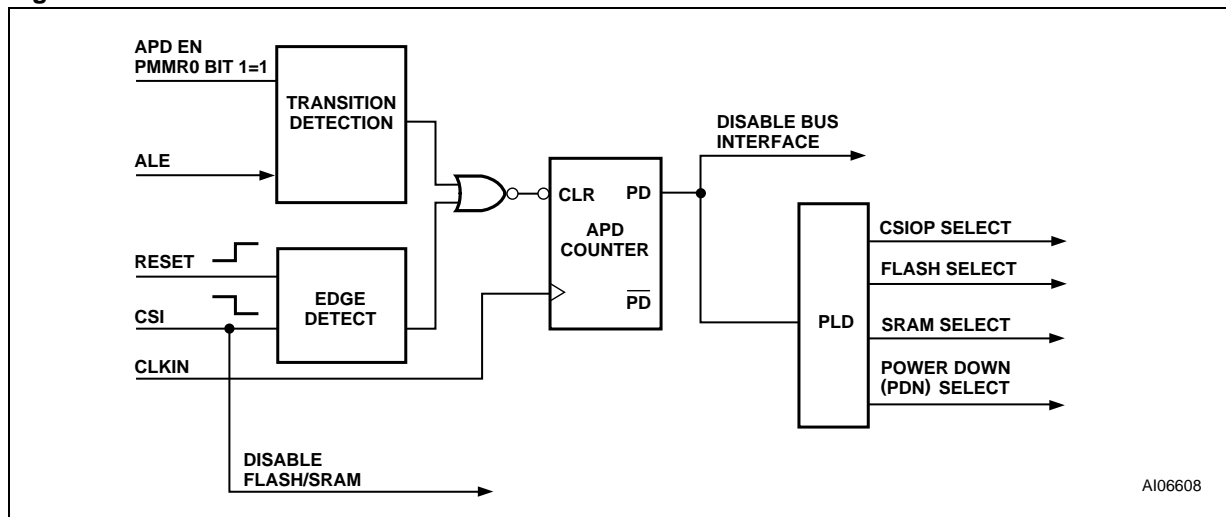 APD EN
PMMR0 BIT 1=1
TRANSITION
DETECTION
ALE
DISABLE BUS
INTERFACE
CLR
PD
APD
COUNTER
PD
RESET
CSI
EDGE
DETECT
CLKIN
PLD
CSIOP SELECT
FLASH SELECT
SRAM SELECT
POWER DOWN
(PDN) SELECT
DISABLE
FLASH/SRAM
AI06608